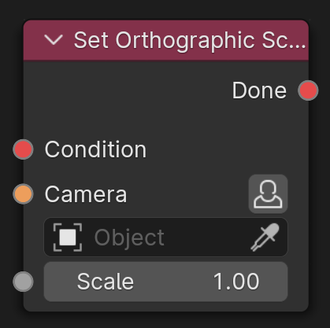 Set Orthographic Sc...
Done
Condition
Camera
Object
Scale 1.00